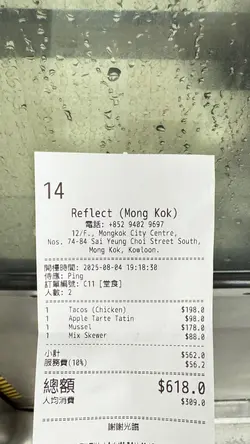 14
Reflect (Mong Kok)
電話: +852 9402 9697
12/F., Mongkok City Centre,
Nos. 74-84 Sai Yeung Choi Street South,
Mong Kok, Kowloon.
開檯時間: 2025-08-04 19:18:30
侍應: Ping
訂單編號: C11 [堂食]
人數: 2
1 Tacos (Chicken) $198.0
1 Apple Tarte Tatin $98.0
1 Mussel $178.0
1 Mix Skewer $88.0
小計 $562.0
服務費(10%) $56.2
總額 $618.0
人均消費 $309.0
謝謝光臨